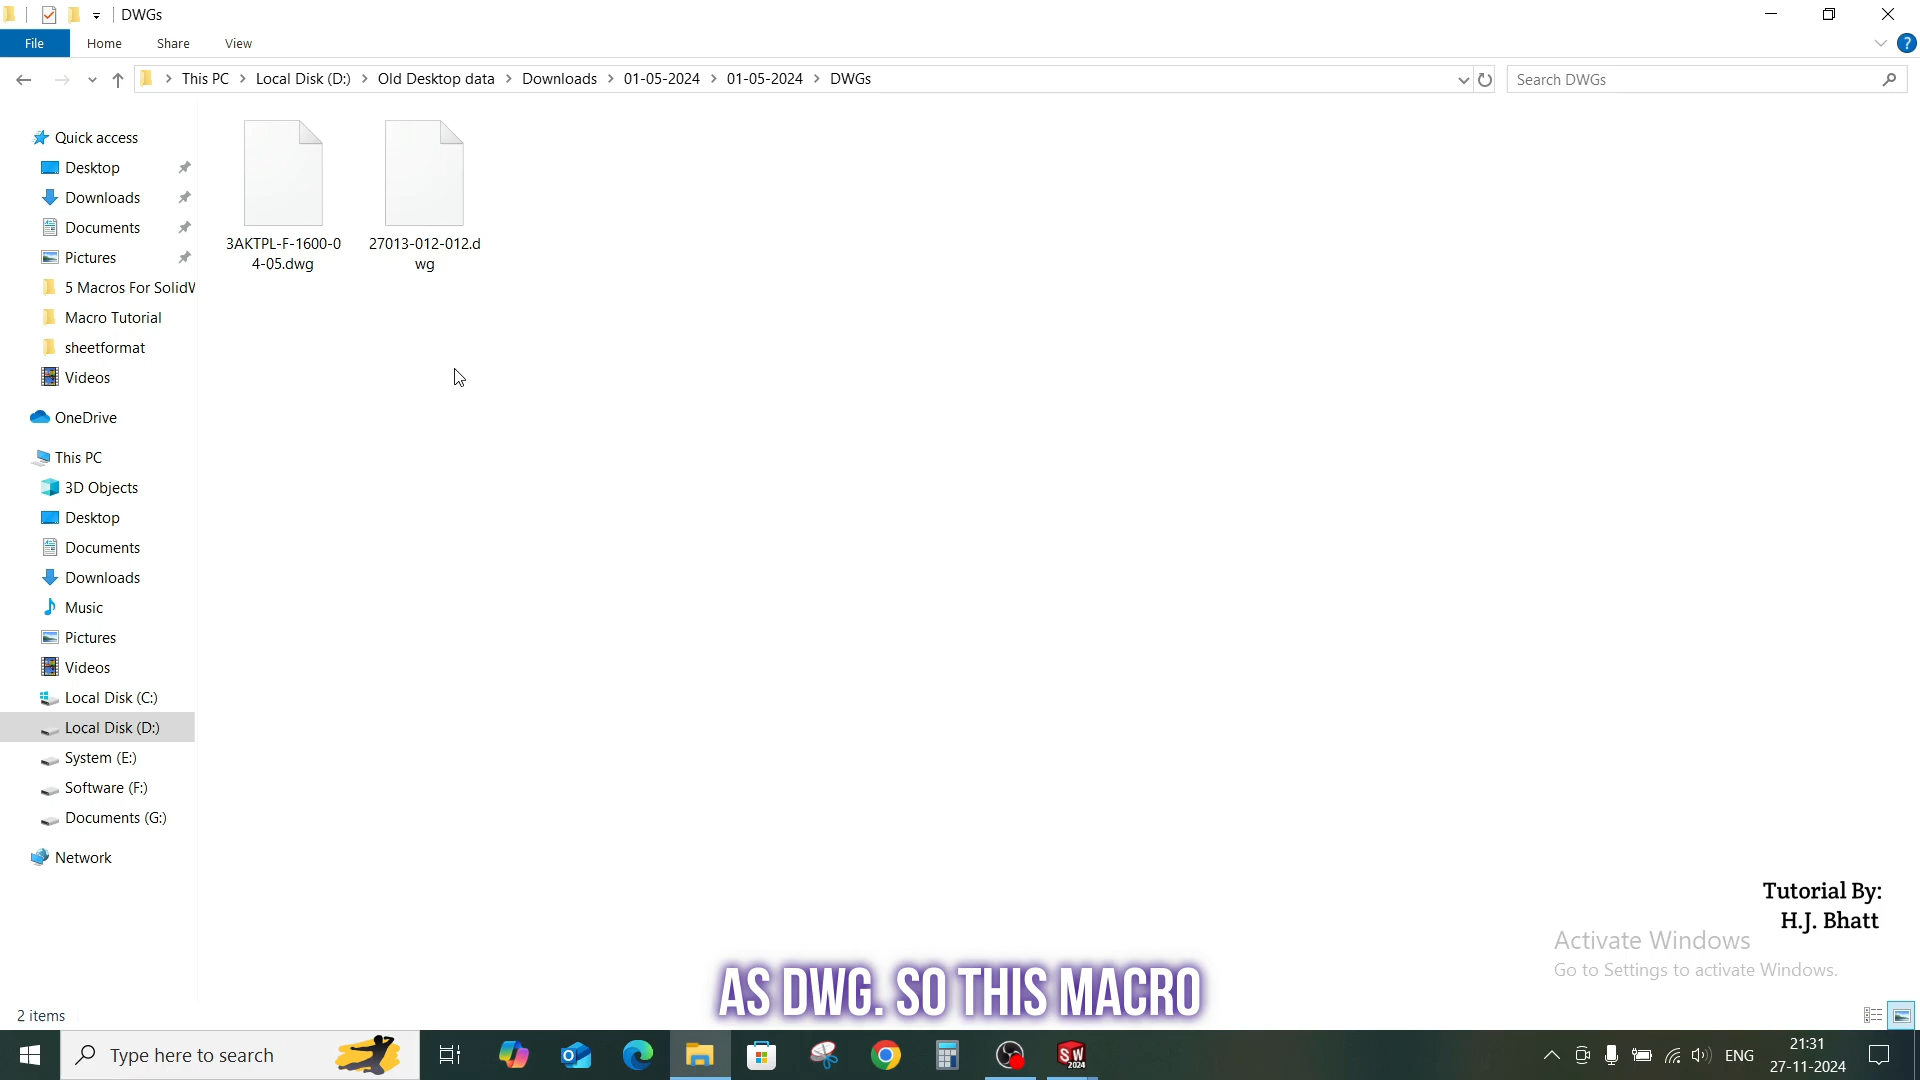 DWGs
File
Home
Share
View
This PC
Local Disk (D:)
Old Desktop data
Downloads
01-05-2024
01-05-2024
DWGs
Search DWGs
Quick access
Desktop
Downloads
Documents
Pictures
5 Macros For SolidW
Macro Tutorial
sheetformat
Videos
OneDrive
This PC
3D Objects
Desktop
Documents
Downloads
Music
Pictures
Videos
Local Disk (C:)
Local Disk (D:)
System (E:)
Software (F:)
Documents (G:)
Network
3AKTPL-F-1600-0
4-05.dwg
27013-012-012.d
wg
Tutorial By:
H.J. Bhatt
Activate Windows
Go to Settings to activate Windows.
AS DWG. SO THIS MACRO
2 items
Type here to search
SW
2024
ENG
21:31
27-11-2024